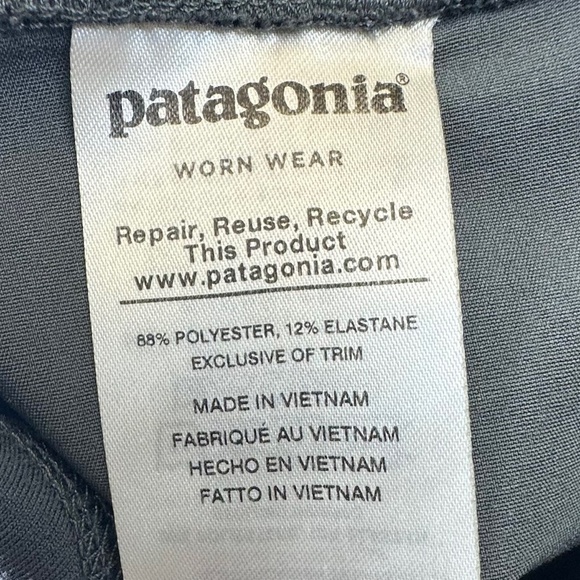 patagonia®
WORN WEAR
Repair, Reuse, Recycle
This Product
www.patagonia.com
88% POLYESTER, 12% ELASTANE
EXCLUSIVE OF TRIM
MADE IN VIETNAM
FABRIQUÉ AU VIETNAM
HECHO EN VIETNAM
FATTO IN VIETNAM